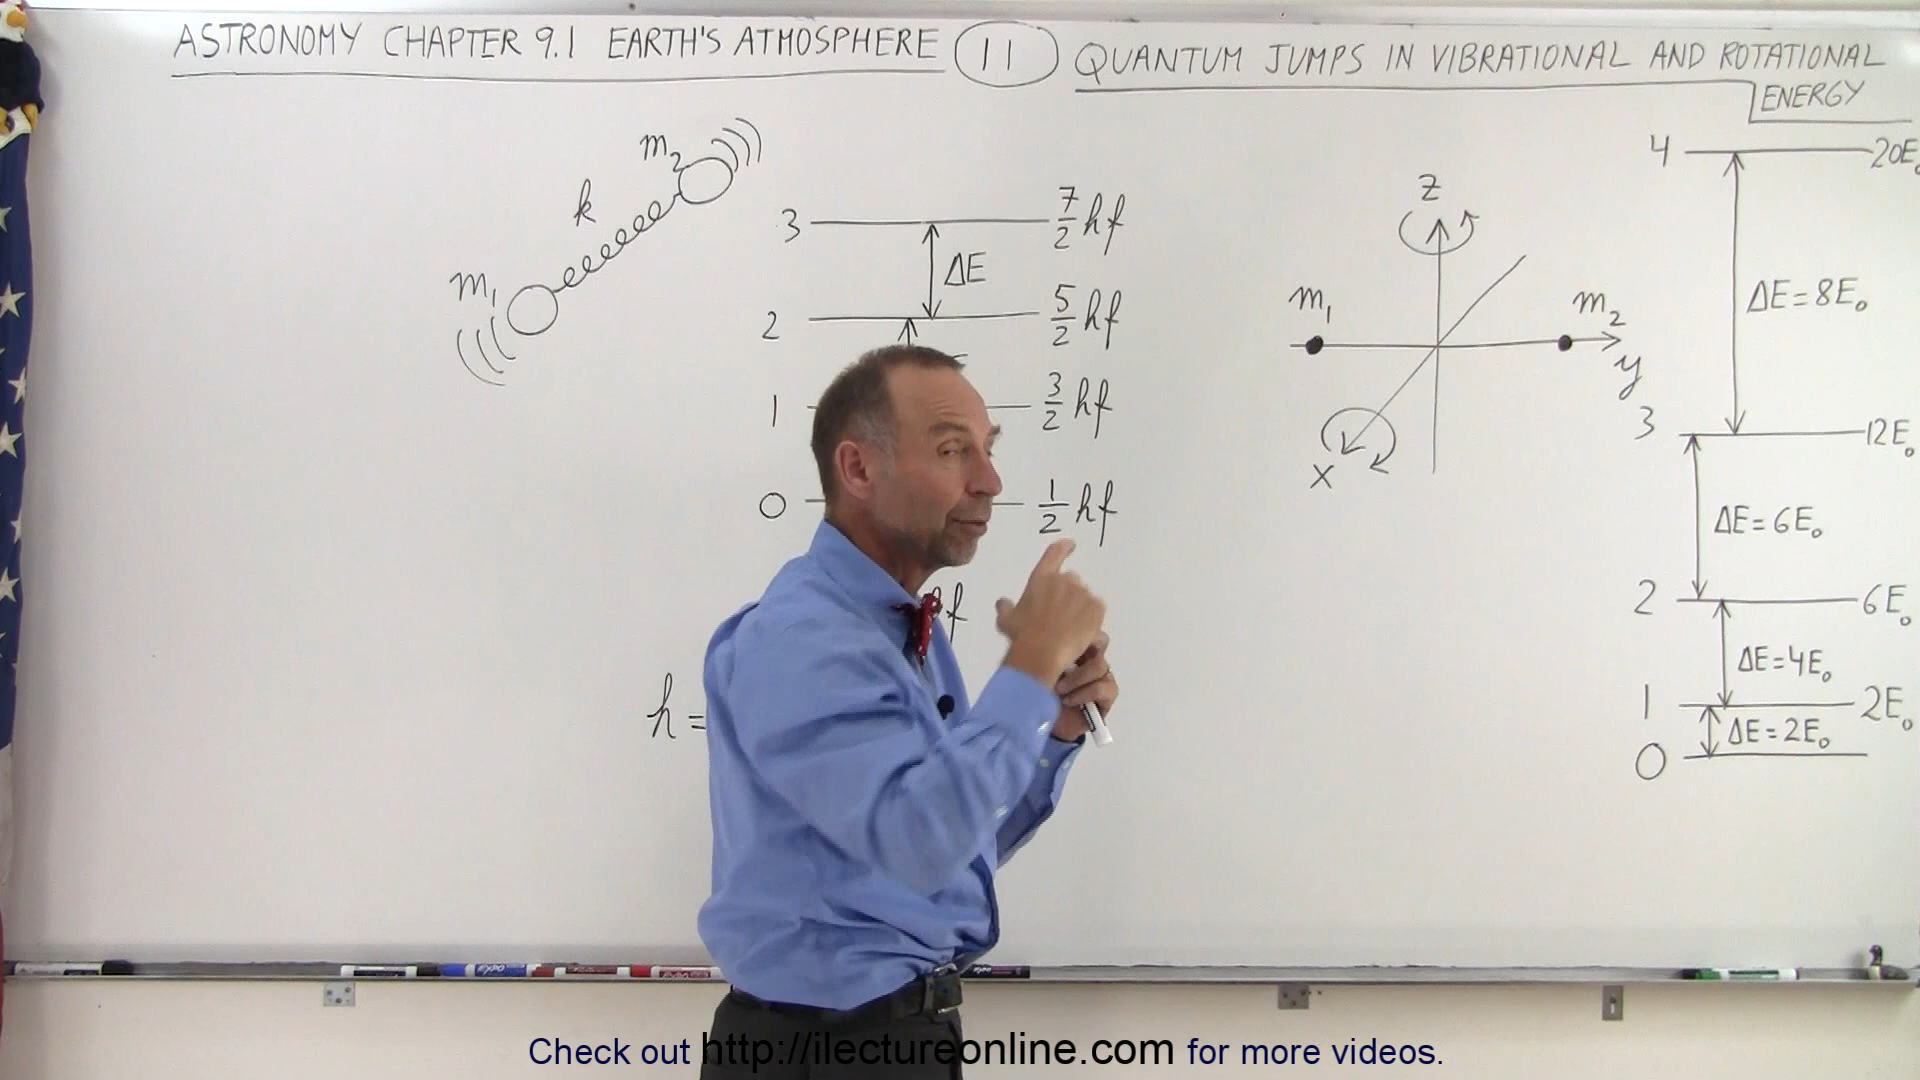 ASTRONOMY CHAPTER 9.1 EARTH'S ATMOSPHERE 11 QUANTUM JUMPS IN VIBRATIONAL AND ROTATIONAL
ENERGY
m₂
k
m₁
3 7/2 hf
ΔE
2 5/2 hf
1 3/2 hf
0 1/2 hf
f
h =
z
m₁
m₂
y
x
4 20E₀
ΔE = 8E₀
3 12E₀
ΔE = 6E₀
2 6E₀
ΔE = 4E₀
1 2E₀
ΔE = 2E₀
0
Check out http://ilectureonline.com for more videos.